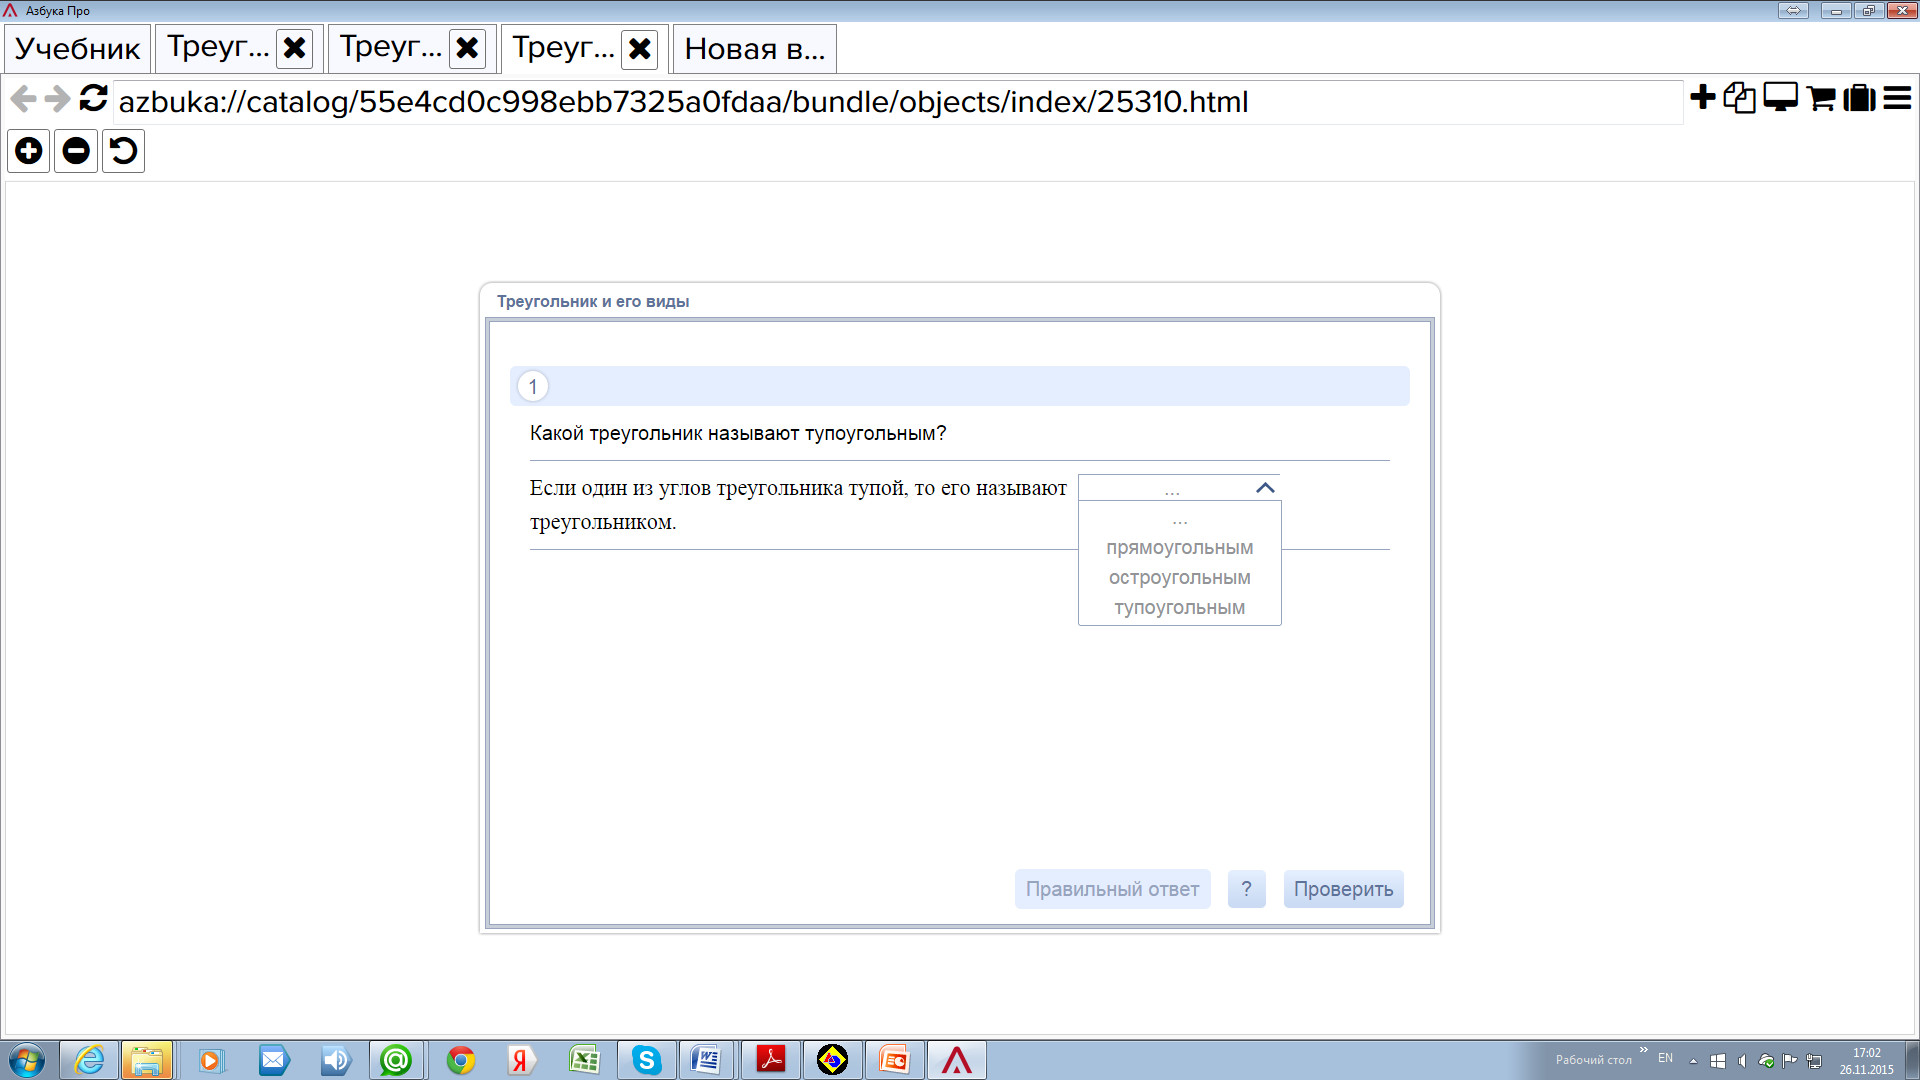 Азбука Про
Учебник
Треуг...
Треуг...
Треуг...
Новая в...
azbuka://catalog/55e4cd0c998ebb7325a0fdaa/bundle/objects/index/25310.html
Треугольник и его виды
1
Какой треугольник называют тупоугольным?
Если один из углов треугольника тупой, то его называют ...
треугольником.
...
прямоугольным
остроугольным
тупоугольным
Правильный ответ
?
Проверить
Рабочий стол
EN
17:02
26.11.2015